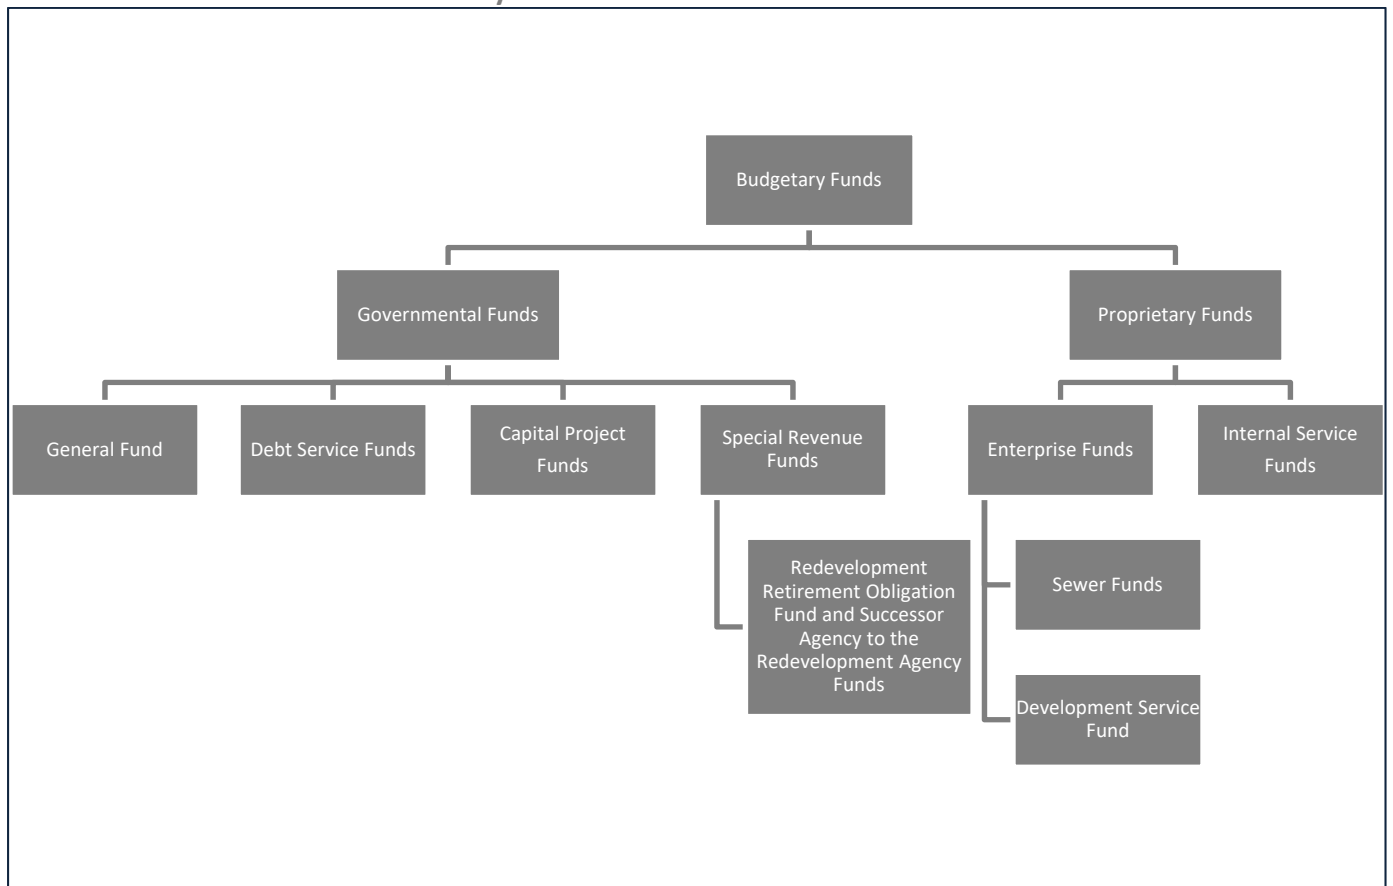 Budgetary Funds
Governmental Funds
Proprietary Funds
General Fund
Debt Service Funds
Capital Project
Funds
Special Revenue
Funds
Enterprise Funds
Internal Service
Funds
Redevelopment
Retirement Obligation
Fund and Successor
Agency to the
Redevelopment Agency
Funds
Sewer Funds
Development Service
Fund